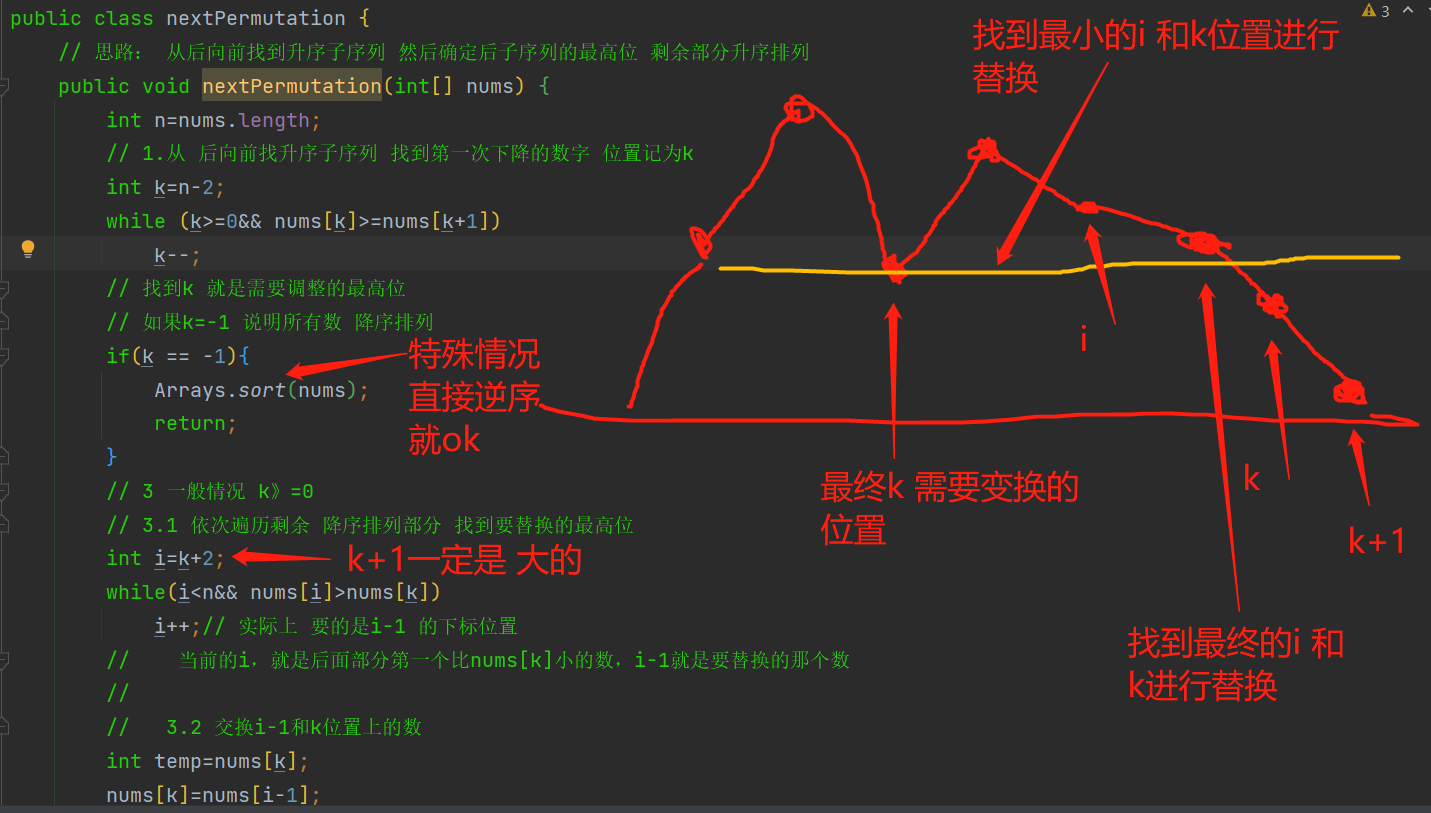 public class nextPermutation {
3
// 思路： 从后向前找到升序子序列 然后确定后子序列的最高位 剩余部分升序排列
public void nextPermutation(int[] nums) {
int n=nums.length;
// 1.从 后向前找升序子序列 找到第一次下降的数字 位置记为k
int k=n-2;
while (k>=0&& nums[k]>=nums[k+1])
k--;
// 找到k 就是需要调整的最高位
// 如果k=-1 说明所有数 降序排列
if(k == -1){
Arrays.sort(nums);
return;
}
// 3 一般情况 k》=0
// 3.1 依次遍历剩余 降序排列部分 找到要替换的最高位
int i=k+2;
while(i<n&& nums[i]>nums[k])
i++;// 实际上 要的是i-1 的下标位置
//    当前的i，就是后面部分第一个比nums[k]小的数，i-1就是要替换的那个数
//
//   3.2 交换i-1和k位置上的数
int temp=nums[k];
nums[k]=nums[i-1];
找到最小的i 和k位置进行
替换
特殊情况
直接逆序
就ok
k+1一定是 大的
i
最终k 需要变换的
位置
k
k+1
找到最终的i 和
k进行替换